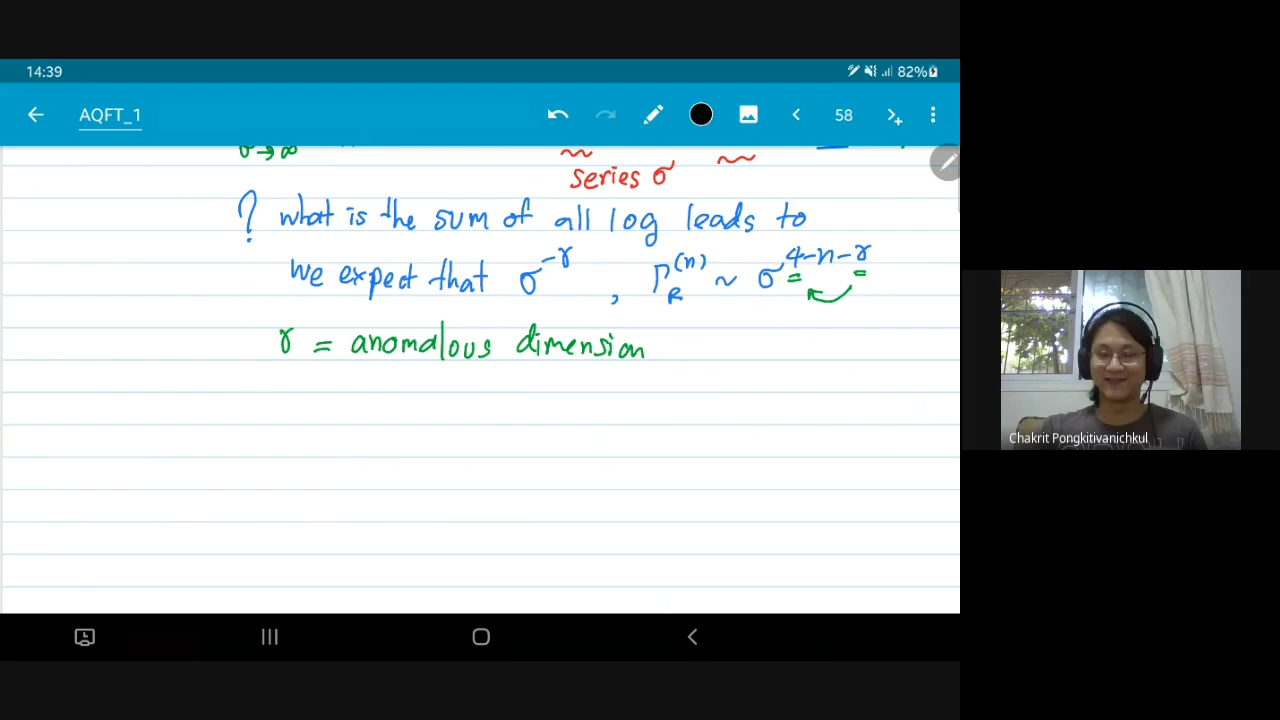 14:39
82%
AQFT_1
58
σ→∞
series σ
? what is the sum of all log leads to
we expect that σ^{-γ} , Γ_R^{(n)} ~ σ^{4-n-γ}
γ = anomalous dimension
Chakrit Pongkitivanichkul